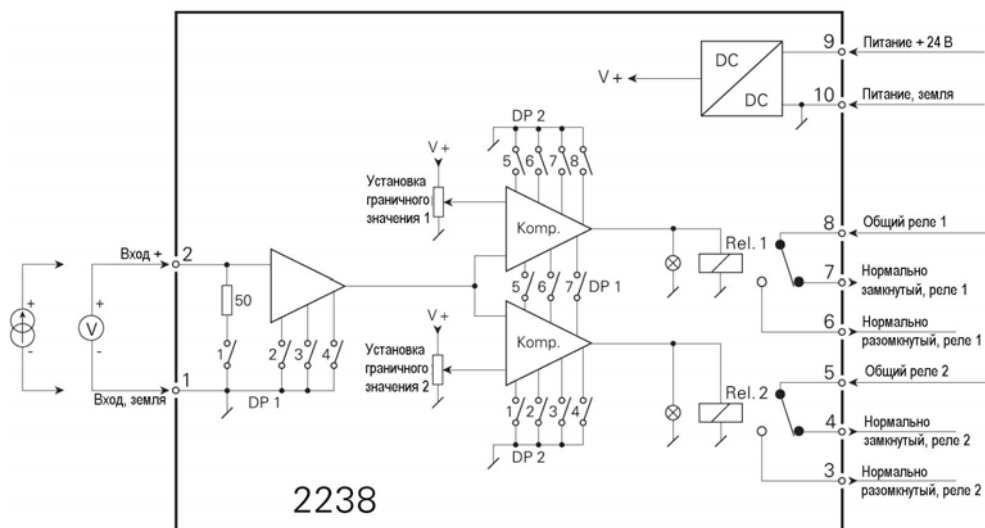 9
Питание + 24 В
DC
V +
DC
10
Питание, земля
DP 2
V +
5
6
7
8
Установка
граничного
значения 1
Komp.
8
Общий реле 1
Rel. 1
2
Вход +
7
Нормально
замкнутый, реле 1
50
5
6
7
DP 1
+
-
+
V
-
V +
6
Нормально
разомкнутый, реле 1
1
2
3
4
Установка
граничного
значения 2
Komp.
5
Общий реле 2
1
Вход, земля
DP 1
Rel. 2
4
Нормально
замкнутый, реле 2
1
2
3
4
DP 2
3
Нормально
разомкнутый, реле 2
2238